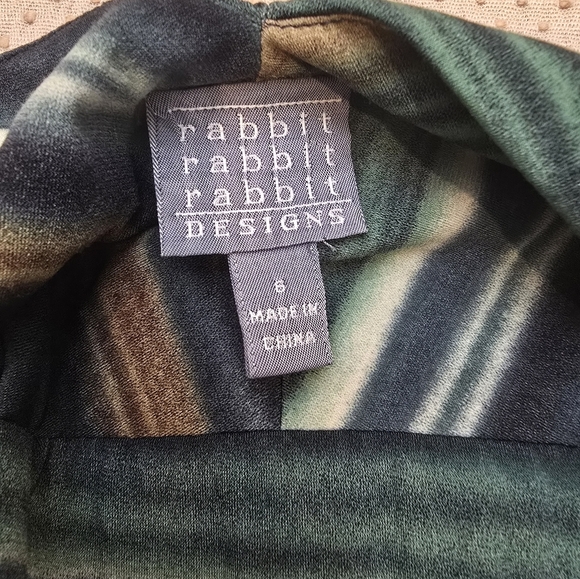 rabbit
rabbit
rabbit
DESIGNS
6
MADE IN
CHINA